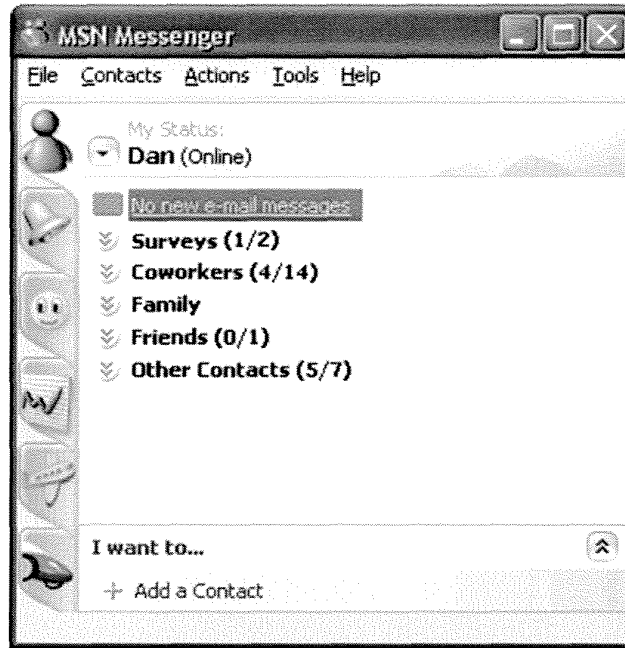 MSN Messenger
File Contacts Actions Tools Help
My Status:
Dan (Online)
No new e-mail messages
Surveys (1/2)
Coworkers (4/14)
Family
Friends (0/1)
Other Contacts (5/7)
I want to...
Add a Contact